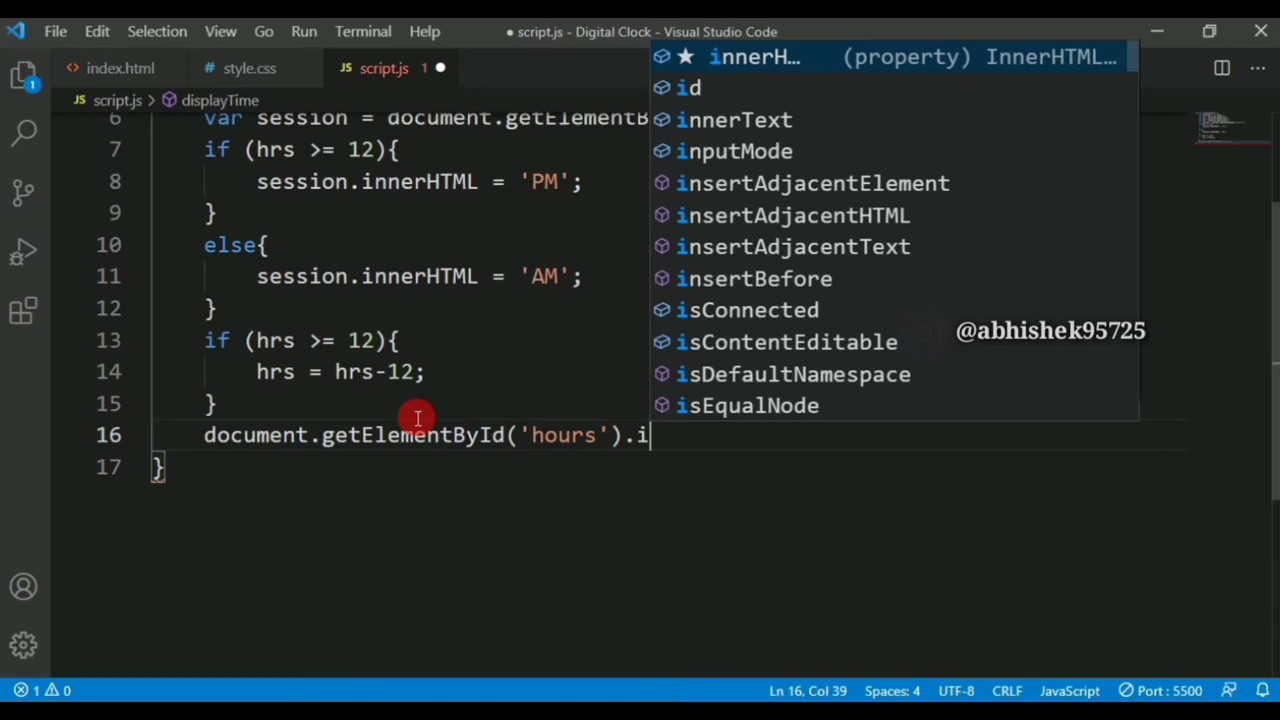 File Edit Selection View Go Run Terminal Help ● script.js - Digital Clock - Visual Studio Code
index.html style.css JS script.js 1
JS script.js > displayTime
6 var session = document.getElementB
7 if (hrs >= 12){
8 session.innerHTML = 'PM';
9 }
10 else{
11 session.innerHTML = 'AM';
12 }
13 if (hrs >= 12){
14 hrs = hrs-12;
15 }
16 document.getElementById('hours').i
17 }
innerH… (property) InnerHTML…
id
innerText
inputMode
insertAdjacentElement
insertAdjacentHTML
insertAdjacentText
insertBefore
isConnected
isContentEditable
isDefaultNamespace
isEqualNode
@abhishek95725
1
1 0 Ln 16, Col 39 Spaces: 4 UTF-8 CRLF JavaScript Port : 5500